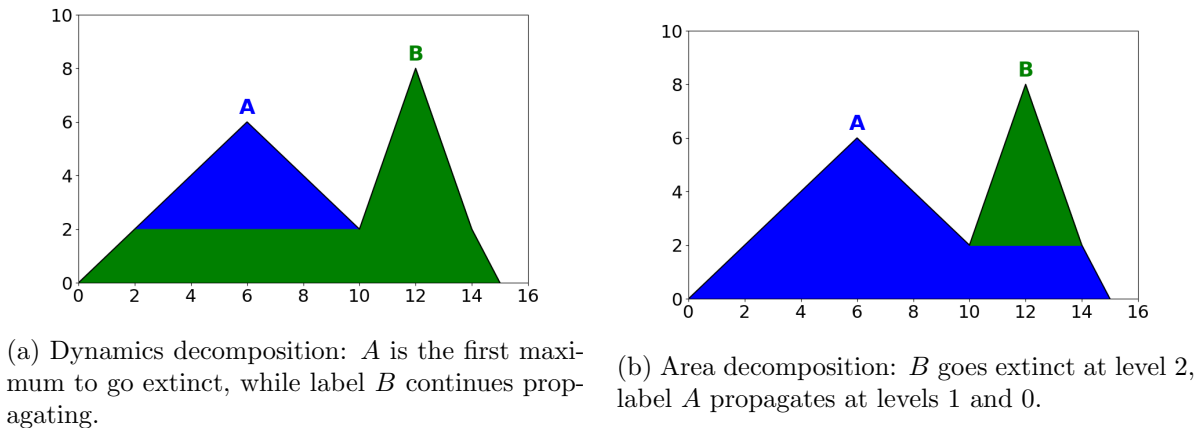 10
8
6
4
2
0
B
A
0 2 4 6 8 10 12 14 16
(a) Dynamics decomposition: A is the first maxi-
mum to go extinct, while label B continues prop-
agating.
10
8
6
4
2
0
B
A
0 2 4 6 8 10 12 14 16
(b) Area decomposition: B goes extinct at level 2,
label A propagates at levels 1 and 0.